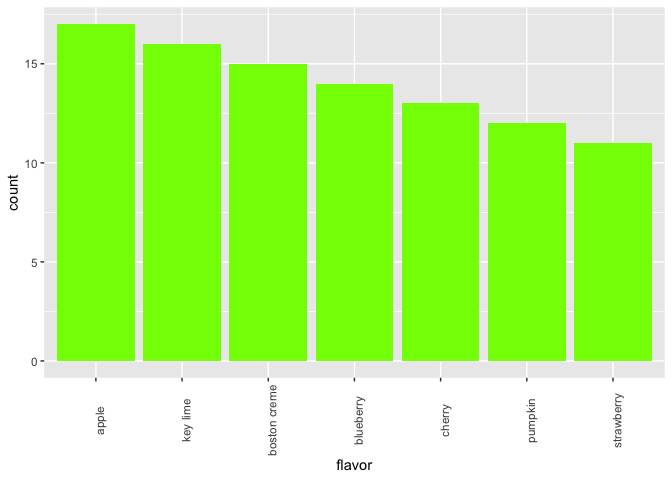 count
15
10
5
0
apple
key lime
boston creme
blueberry
cherry
pumpkin
strawberry
flavor